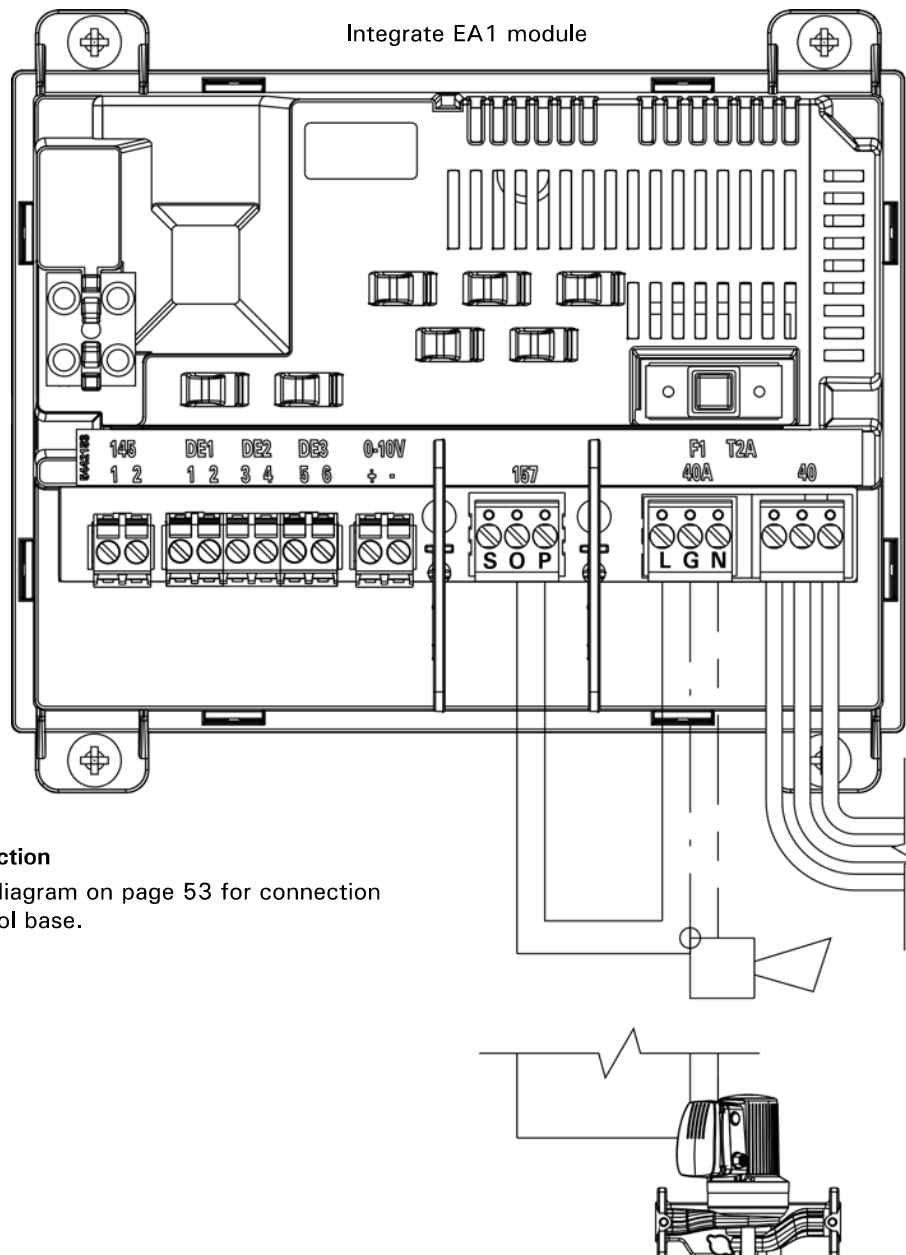 Integrate EA1 module
5442153
145 DE1 DE2 DE3 0-10V 157 F1 T2A
40A 40
1 2 1 2 3 4 5 6 + -
S O P L G N
ction
diagram on page 53 for connection
ol base.